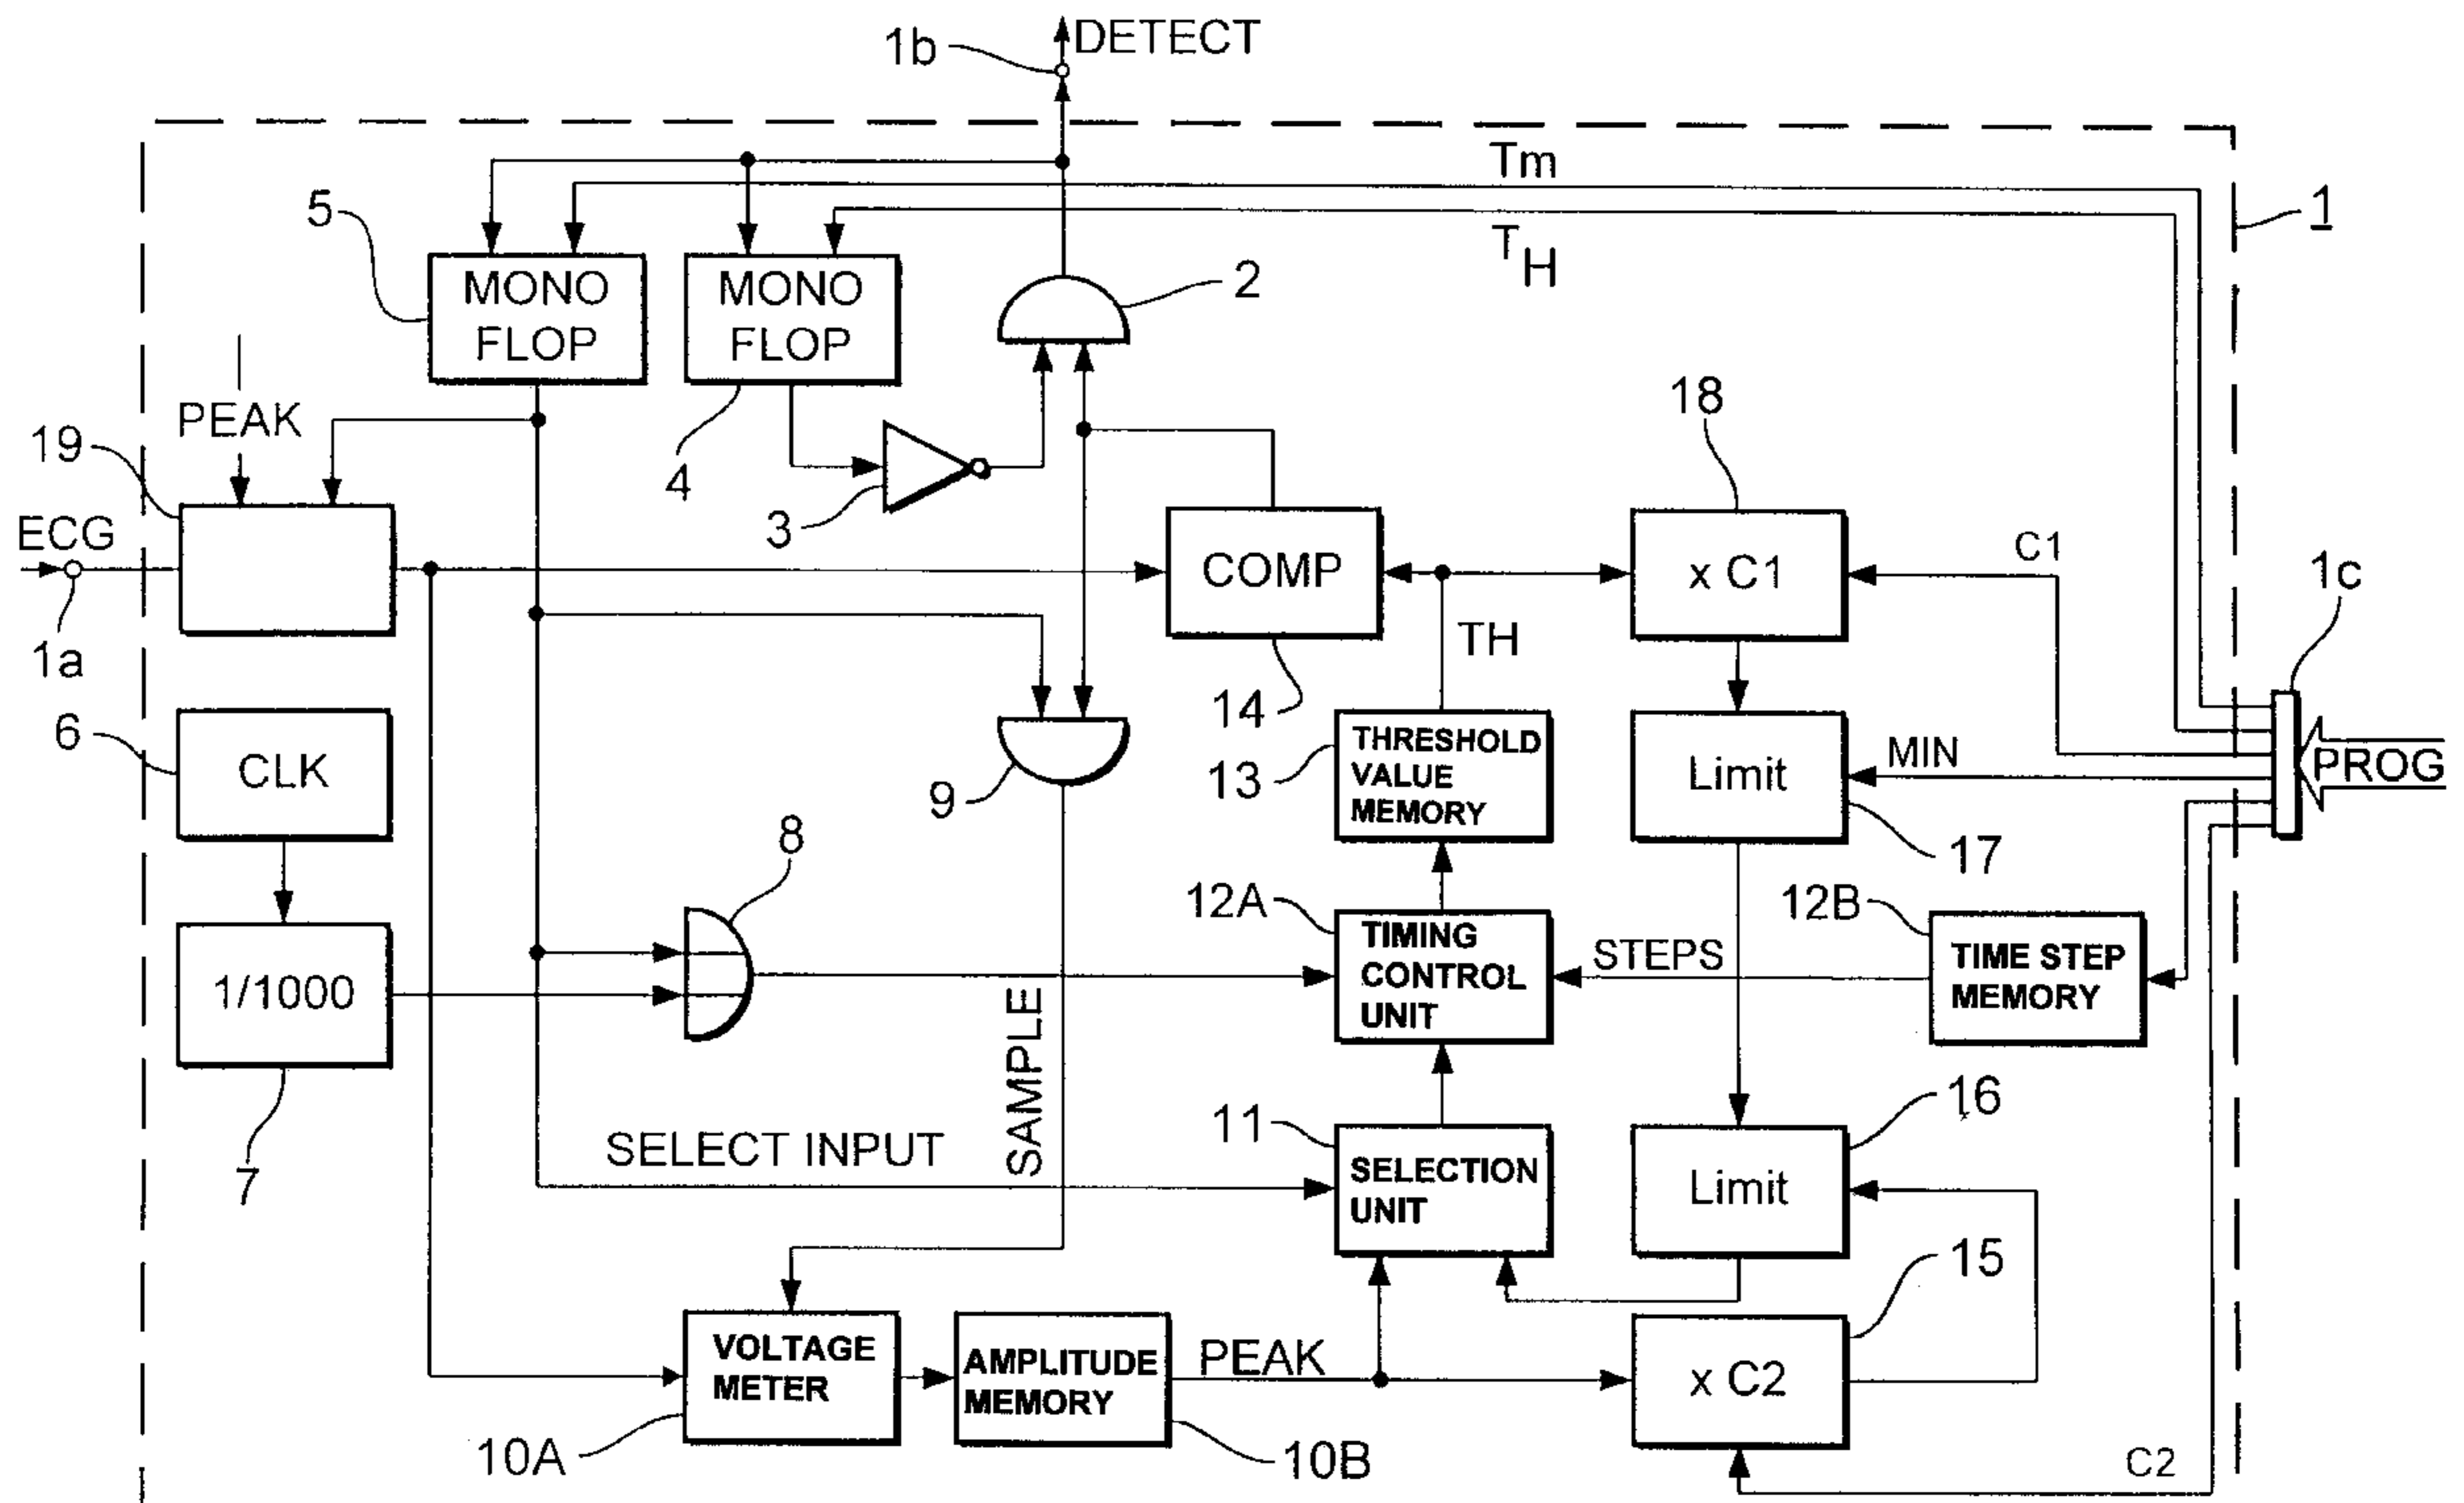 1b
DETECT
Tm
TH
1
5
MONO
FLOP
MONO
FLOP
2
PEAK
19
4
3
18
ECG
COMP
x C1
C1
1c
1a
TH
14
6
CLK
9
13
THRESHOLD
VALUE
MEMORY
Limit
MIN
PROG
17
8
12A
12B
1/1000
TIMING
CONTROL
UNIT
STEPS
TIME STEP
MEMORY
SAMPLE
7
SELECT INPUT
11
SELECTION
UNIT
16
Limit
15
VOLTAGE
METER
AMPLITUDE
MEMORY
PEAK
x C2
10A
10B
C2